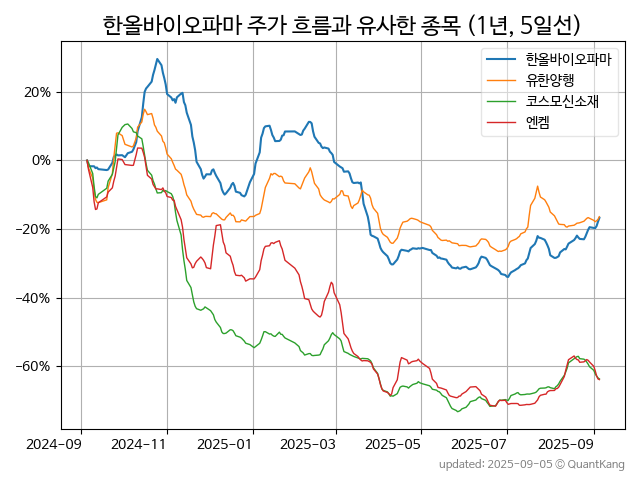 한올바이오파마 주가 흐름과 유사한 종목 (1년, 5일선)
한올바이오파마
유한양행
코스모신소재
엔켐
20%
0%
−20%
−40%
−60%
2024-09 2024-11 2025-01 2025-03 2025-05 2025-07 2025-09
updated: 2025-09-05 © QuantKang